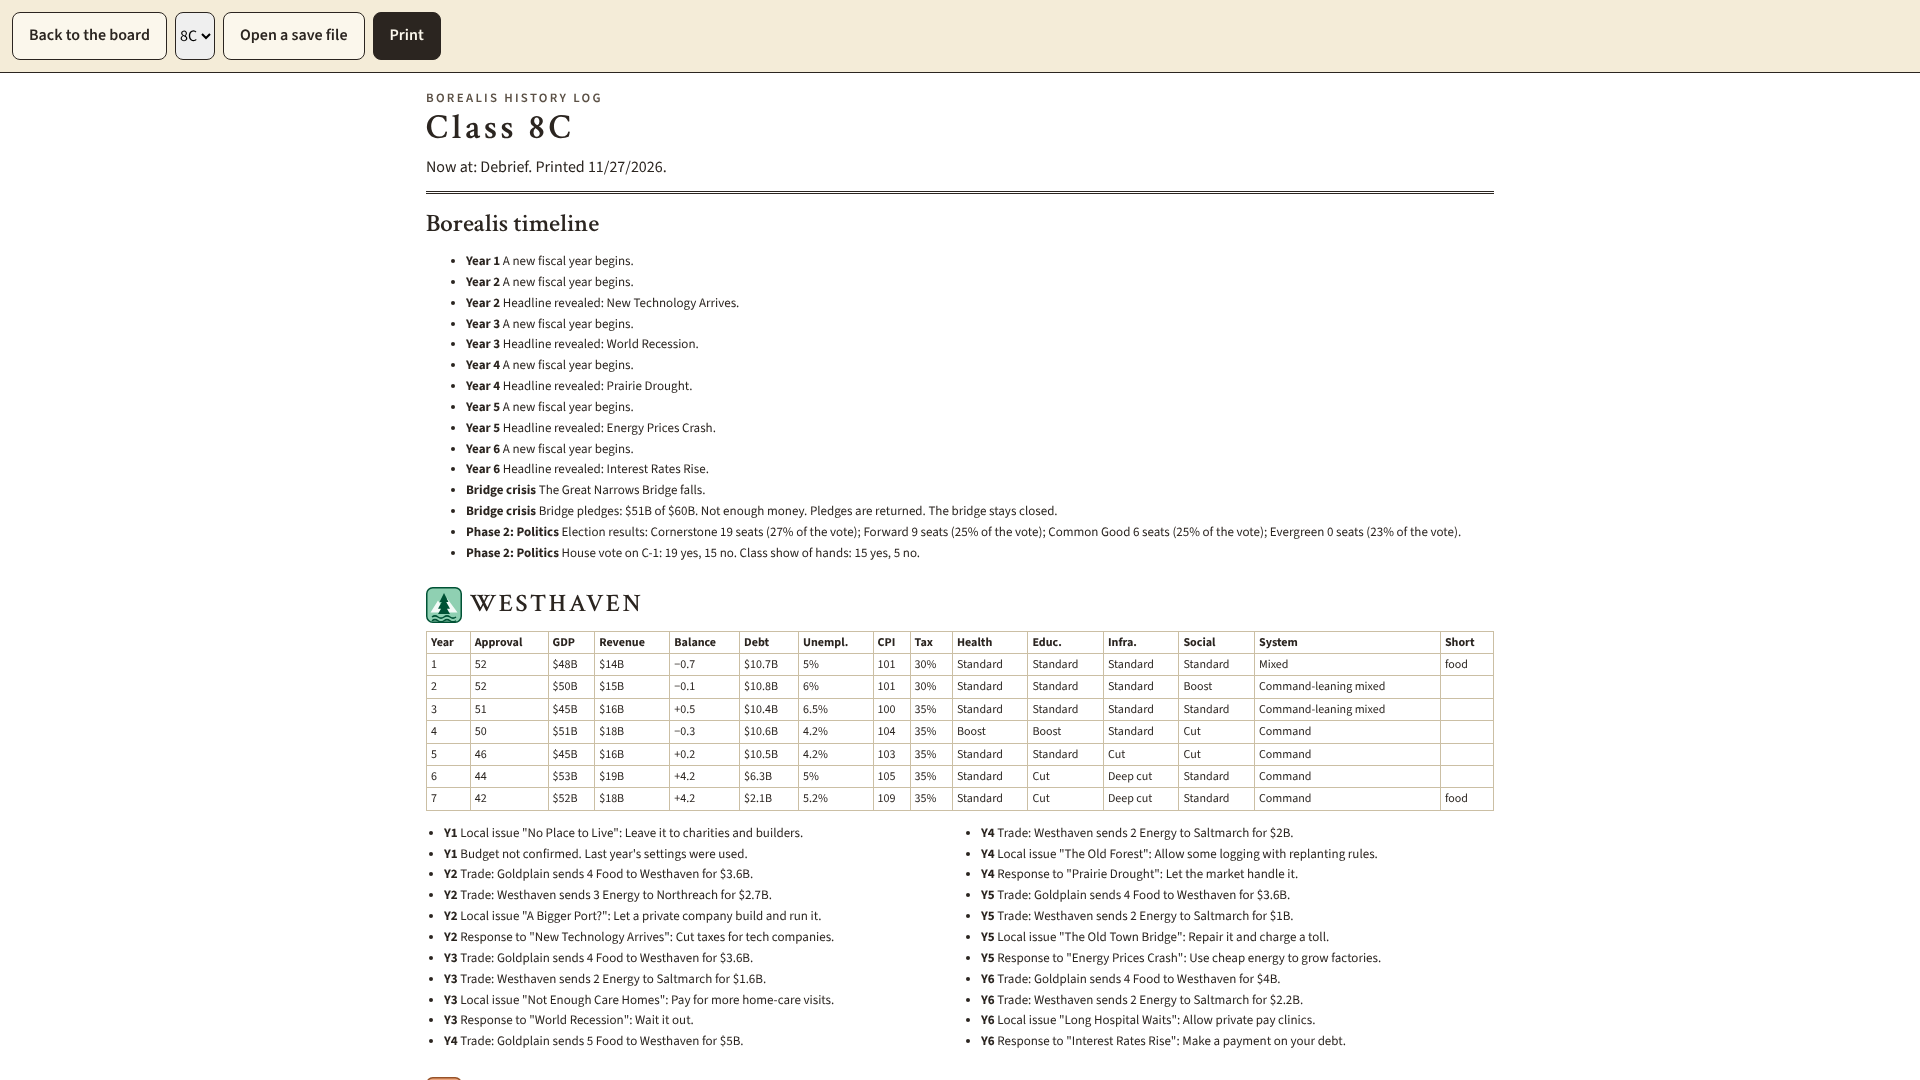 Back to the board 8C Open a save file Print
BOREALIS HISTORY LOG
Class 8C
Now at: Debrief. Printed 11/27/2026.
Borealis timeline
• Year 1 A new fiscal year begins.
• Year 2 A new fiscal year begins.
• Year 2 Headline revealed: New Technology Arrives.
• Year 3 A new fiscal year begins.
• Year 3 Headline revealed: World Recession.
• Year 4 A new fiscal year begins.
• Year 4 Headline revealed: Prairie Drought.
• Year 5 A new fiscal year begins.
• Year 5 Headline revealed: Energy Prices Crash.
• Year 6 A new fiscal year begins.
• Year 6 Headline revealed: Interest Rates Rise.
• Bridge crisis The Great Narrows Bridge falls.
• Bridge crisis Bridge pledges: $51B of $60B. Not enough money. Pledges are returned. The bridge stays closed.
• Phase 2: Politics Election results: Cornerstone 19 seats (27% of the vote); Forward 9 seats (25% of the vote); Common Good 6 seats (25% of the vote); Evergreen 0 seats (23% of the vote).
• Phase 2: Politics House vote on C-1: 19 yes, 15 no. Class show of hands: 15 yes, 5 no.
WESTHAVEN
Year Approval GDP Revenue Balance Debt Unempl. CPI Tax Health Educ. Infra. Social System Short
1 52 $48B $14B −0.7 $10.7B 5% 101 30% Standard Standard Standard Standard Mixed food
2 52 $50B $15B −0.1 $10.8B 6% 101 30% Standard Standard Standard Boost Command-leaning mixed
3 51 $45B $16B +0.5 $10.4B 6.5% 100 35% Standard Standard Standard Standard Command-leaning mixed
4 50 $51B $18B −0.3 $10.6B 4.2% 104 35% Boost Boost Standard Cut Command
5 46 $45B $16B +0.2 $10.5B 4.2% 103 35% Standard Standard Cut Cut Command
6 44 $53B $19B +4.2 $6.3B 5% 105 35% Standard Cut Deep cut Standard Command
7 42 $52B $18B +4.2 $2.1B 5.2% 109 35% Standard Cut Deep cut Standard Command food
• Y1 Local issue "No Place to Live": Leave it to charities and builders.
• Y1 Budget not confirmed. Last year's settings were used.
• Y2 Trade: Goldplain sends 4 Food to Westhaven for $3.6B.
• Y2 Trade: Westhaven sends 3 Energy to Northreach for $2.7B.
• Y2 Local issue "A Bigger Port?": Let a private company build and run it.
• Y2 Response to "New Technology Arrives": Cut taxes for tech companies.
• Y3 Trade: Goldplain sends 4 Food to Westhaven for $3.6B.
• Y3 Trade: Westhaven sends 2 Energy to Saltmarch for $1.6B.
• Y3 Local issue "Not Enough Care Homes": Pay for more home-care visits.
• Y3 Response to "World Recession": Wait it out.
• Y4 Trade: Goldplain sends 5 Food to Westhaven for $5B.
• Y4 Trade: Westhaven sends 2 Energy to Saltmarch for $2B.
• Y4 Local issue "The Old Forest": Allow some logging with replanting rules.
• Y4 Response to "Prairie Drought": Let the market handle it.
• Y5 Trade: Goldplain sends 4 Food to Westhaven for $3.6B.
• Y5 Trade: Westhaven sends 2 Energy to Saltmarch for $1B.
• Y5 Local issue "The Old Town Bridge": Repair it and charge a toll.
• Y5 Response to "Energy Prices Crash": Use cheap energy to grow factories.
• Y6 Trade: Goldplain sends 4 Food to Westhaven for $4B.
• Y6 Trade: Westhaven sends 2 Energy to Saltmarch for $2.2B.
• Y6 Local issue "Long Hospital Waits": Allow private pay clinics.
• Y6 Response to "Interest Rates Rise": Make a payment on your debt.